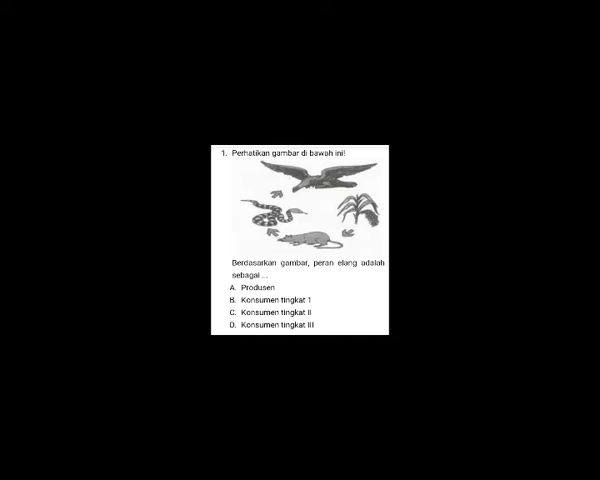 1. Perhatikan gambar di bawah ini!
Berdasarkan gambar, peran elang adalah
sebagai ...
A. Produsen
B. Konsumen tingkat 1
C. Konsumen tingkat II
D. Konsumen tingkat III